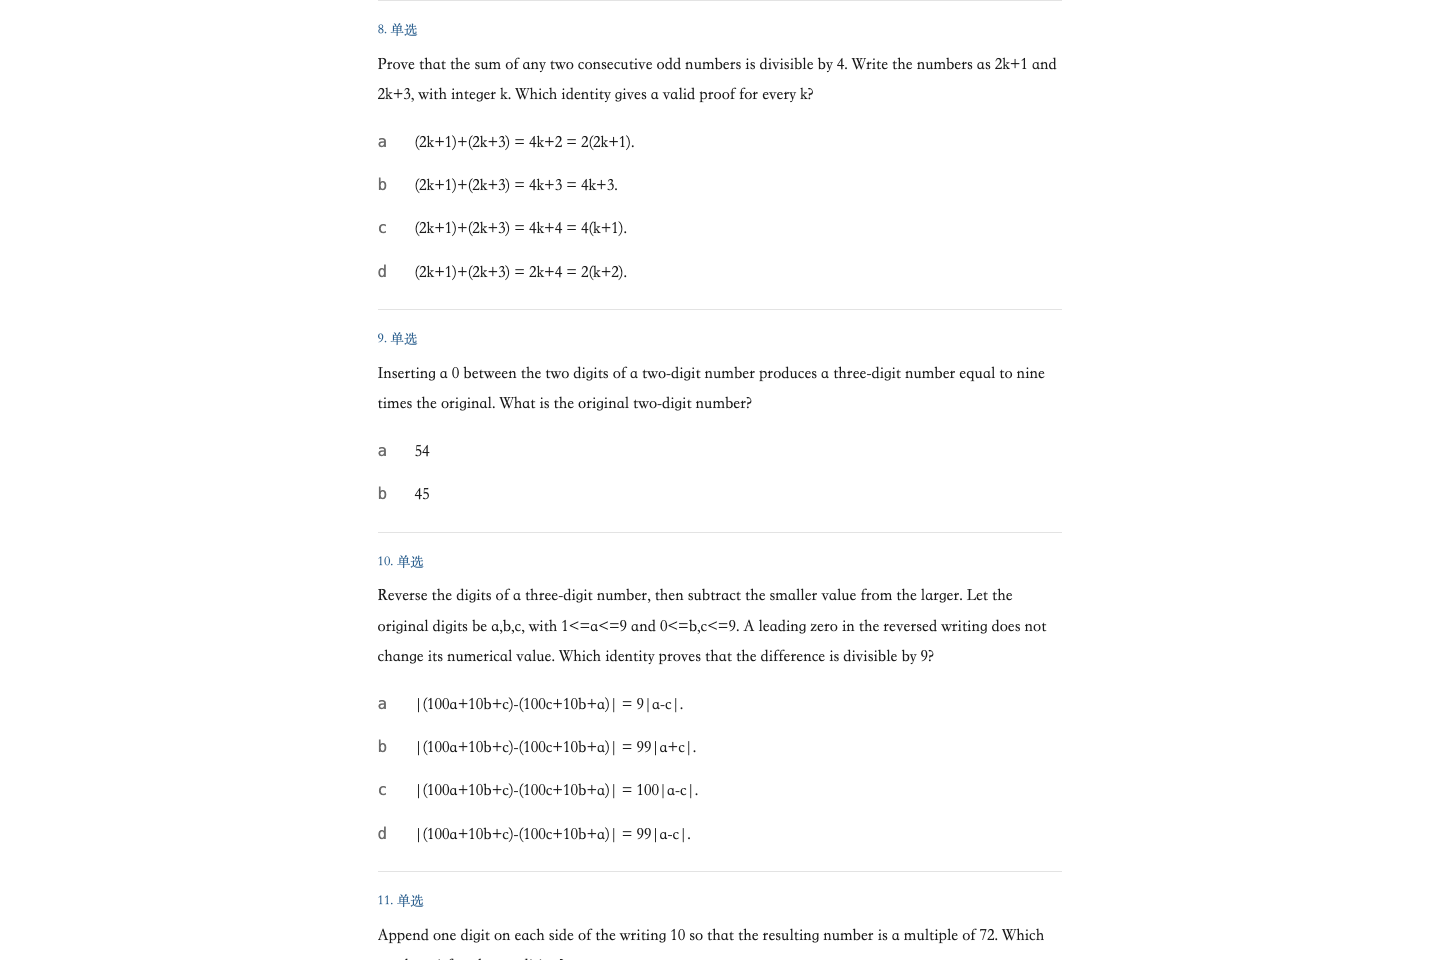 8. 单选
Prove that the sum of any two consecutive odd numbers is divisible by 4. Write the numbers as 2k+1 and
2k+3, with integer k. Which identity gives a valid proof for every k?
a (2k+1)+(2k+3) = 4k+2 = 2(2k+1).
b (2k+1)+(2k+3) = 4k+3 = 4k+3.
c (2k+1)+(2k+3) = 4k+4 = 4(k+1).
d (2k+1)+(2k+3) = 2k+4 = 2(k+2).
9. 单选
Inserting a 0 between the two digits of a two-digit number produces a three-digit number equal to nine
times the original. What is the original two-digit number?
a 54
b 45
10. 单选
Reverse the digits of a three-digit number, then subtract the smaller value from the larger. Let the
original digits be a,b,c, with 1<=a<=9 and 0<=b,c<=9. A leading zero in the reversed writing does not
change its numerical value. Which identity proves that the difference is divisible by 9?
a |(100a+10b+c)-(100c+10b+a)| = 9|a-c|.
b |(100a+10b+c)-(100c+10b+a)| = 99|a+c|.
c |(100a+10b+c)-(100c+10b+a)| = 100|a-c|.
d |(100a+10b+c)-(100c+10b+a)| = 99|a-c|.
11. 单选
Append one digit on each side of the writing 10 so that the resulting number is a multiple of 72. Which